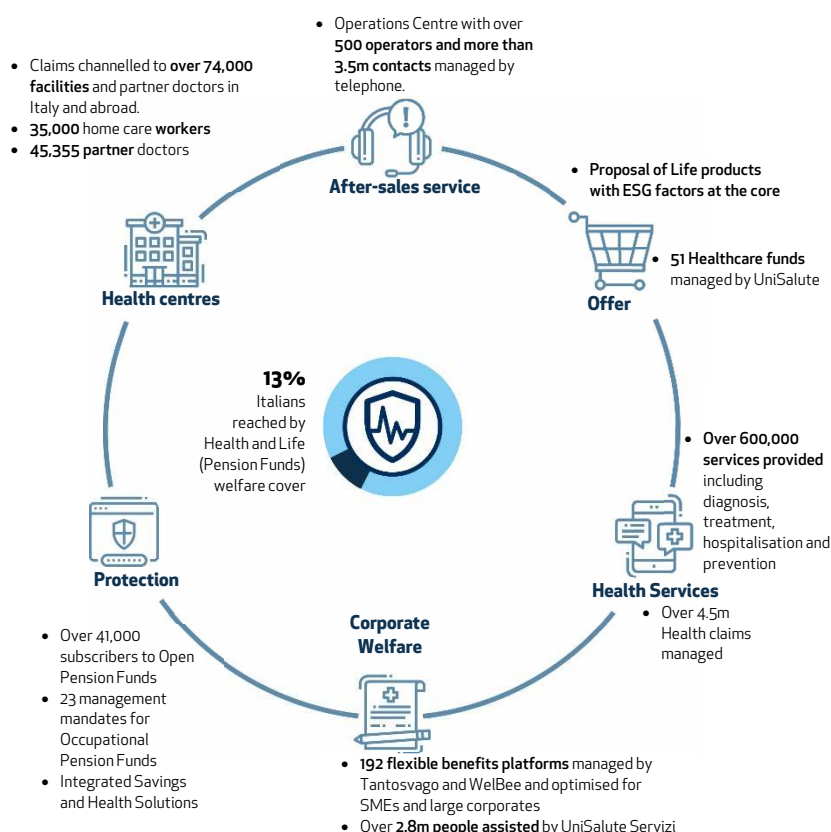 • Operations Centre with over
500 operators and more than
3.5m contacts managed by
telephone.
• Claims channelled to over 74,000
facilities and partner doctors in
Italy and abroad.
• 35,000 home care workers
• 45,355 partner doctors
After-sales service
• Proposal of Life products
with ESG factors at the core
• 51 Healthcare funds
managed by UniSalute
Health centres
Offer
13%
Italians
reached by
Health and Life
(Pension Funds)
welfare cover
• Over 600,000
services provided
including
diagnosis,
treatment,
hospitalisation and
prevention
Protection
Health Services
• Over 4.5m
Health claims
managed
Corporate
Welfare
• Over 41,000
subscribers to Open
Pension Funds
• 23 management
mandates for
Occupational
Pension Funds
• Integrated Savings
and Health Solutions
• 192 flexible benefits platforms managed by
Tantosvago and WelBee and optimised for
SMEs and large corporates
• Over 2.8m people assisted by UniSalute Servizi